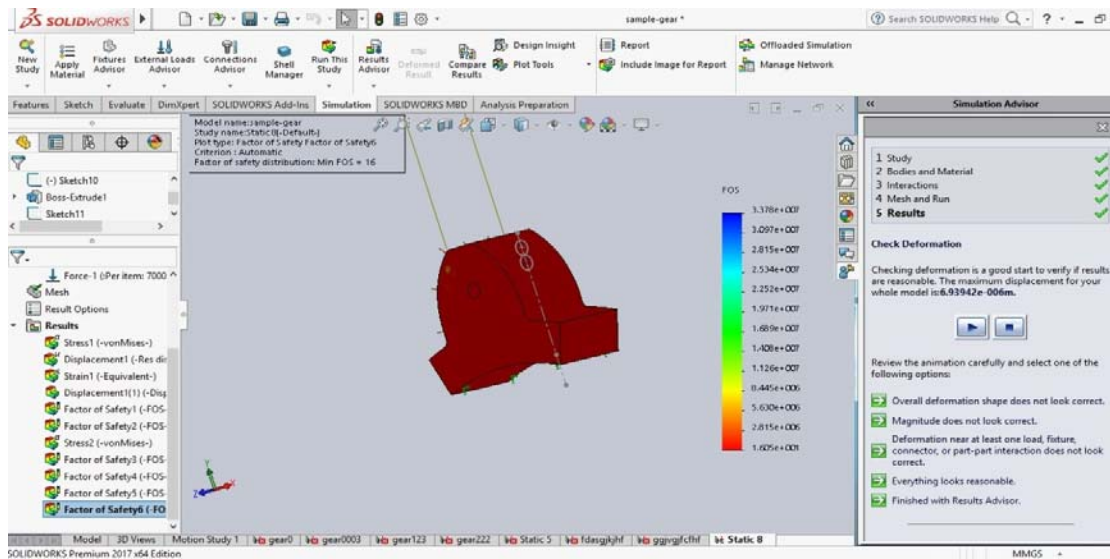 SOLIDWORKS
sample-gear *
Search SOLIDWORKS Help
New Study
Apply Material
Fixtures Advisor
External Loads Advisor
Connections Advisor
Shell Manager
Run This Study
Results Advisor
Deformed Result
Compare Results
Design Insight
Plot Tools
Report
Include Image for Report
Offloaded Simulation
Manage Network
Features Sketch Evaluate DimXpert SOLIDWORKS Add-Ins Simulation SOLIDWORKS MBD Analysis Preparation
Model name:sample-gear
Study name:Static 8(-Default-)
Plot type: Factor of Safety Factor of Safety6
Criterion : Automatic
Factor of safety distribution: Min FOS = 16
(-) Sketch10
Boss-Extrude1
Sketch11
Force-1 (:Per item: 7000
Mesh
Result Options
Results
Stress1 (-vonMises-)
Displacement1 (-Res dis
Strain1 (-Equivalent-)
Displacement1(1) (-Disp
Factor of Safety1 (-FOS-
Factor of Safety2 (-FOS-
Stress2 (-vonMises-)
Factor of Safety3 (-FOS-
Factor of Safety4 (-FOS-
Factor of Safety5 (-FOS-
Factor of Safety6 (-FO
FOS
3.378e+007
3.097e+007
2.815e+007
2.534e+007
2.252e+007
1.971e+007
1.689e+007
1.408e+007
1.126e+007
8.445e+006
5.630e+006
2.815e+006
1.605e+001
Simulation Advisor
1 Study
2 Bodies and Material
3 Interactions
4 Mesh and Run
5 Results
Check Deformation
Checking deformation is a good start to verify if results
are reasonable. The maximum displacement for your
whole model is:6.93942e-006m.
Review the animation carefully and select one of the
following options:
Overall deformation shape does not look correct.
Magnitude does not look correct.
Deformation near at least one load, fixture,
connector, or part-part interaction does not look
correct.
Everything looks reasonable.
Finished with Results Advisor.
Model 3D Views Motion Study 1 gear0 gear0003 gear123 gear222 Static 5 Static 8
SOLIDWORKS Premium 2017 x64 Edition
MMGS